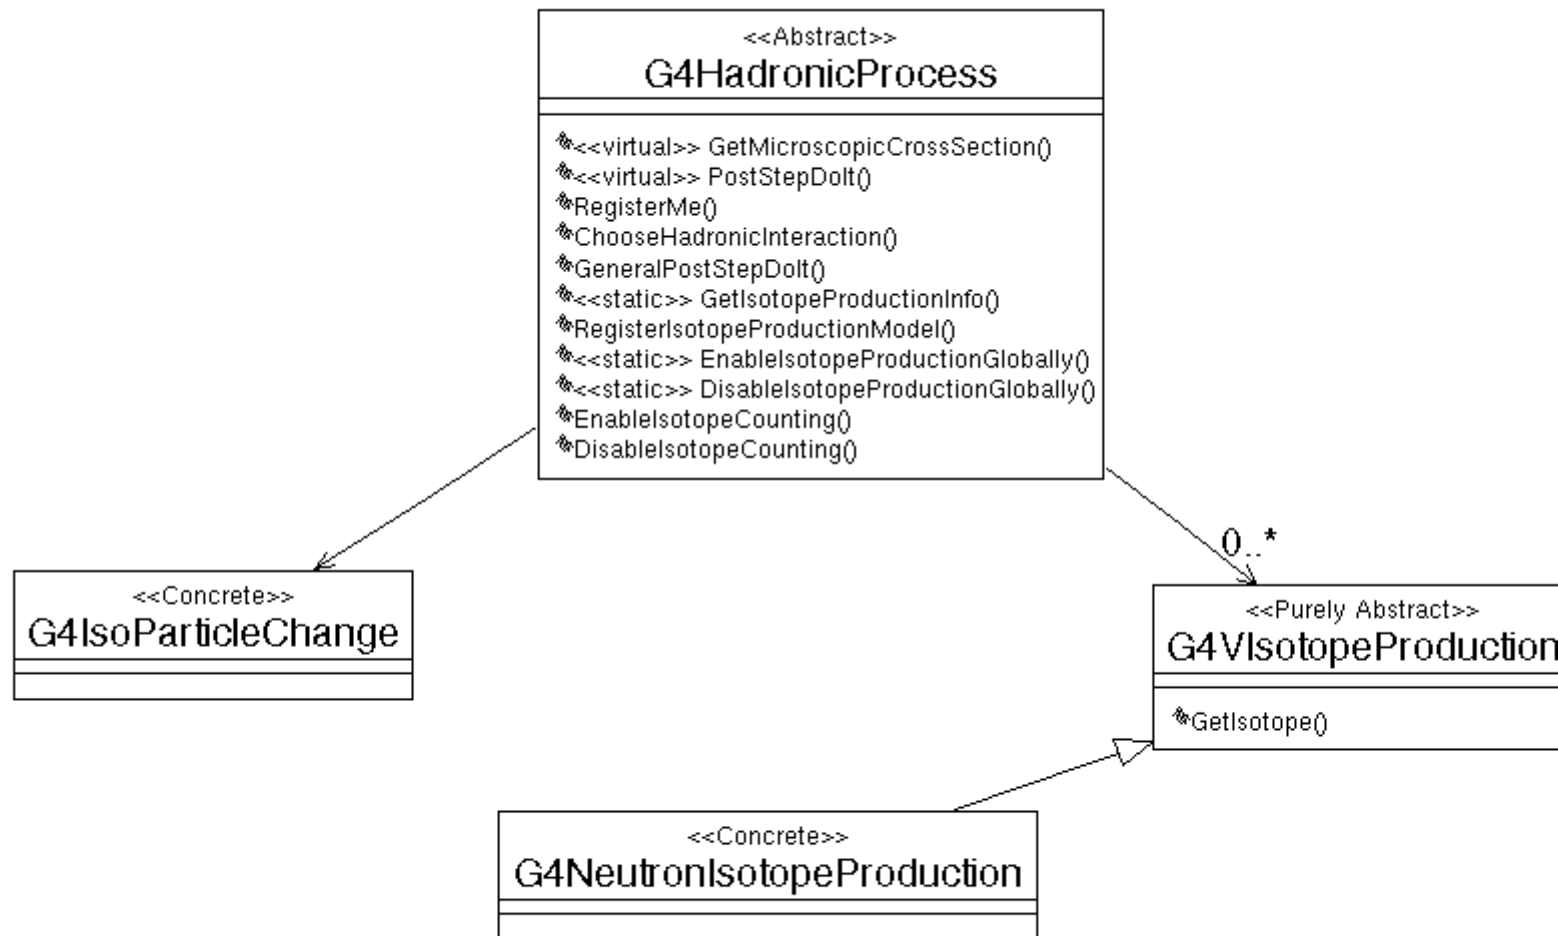 <<Abstract>>
G4HadronicProcess
<<virtual>> GetMicroscopicCrossSection()
<<virtual>> PostStepDoIt()
RegisterMe()
ChooseHadronicInteraction()
GeneralPostStepDoIt()
<<static>> GetIsotopeProductionInfo()
RegisterIsotopeProductionModel()
<<static>> EnableIsotopeProductionGlobally()
<<static>> DisableIsotopeProductionGlobally()
EnableIsotopeCounting()
DisableIsotopeCounting()
0..*
<<Concrete>>
G4IsoParticleChange
<<Purely Abstract>>
G4VIsotopeProduction
GetIsotope()
<<Concrete>>
G4NeutronIsotopeProduction